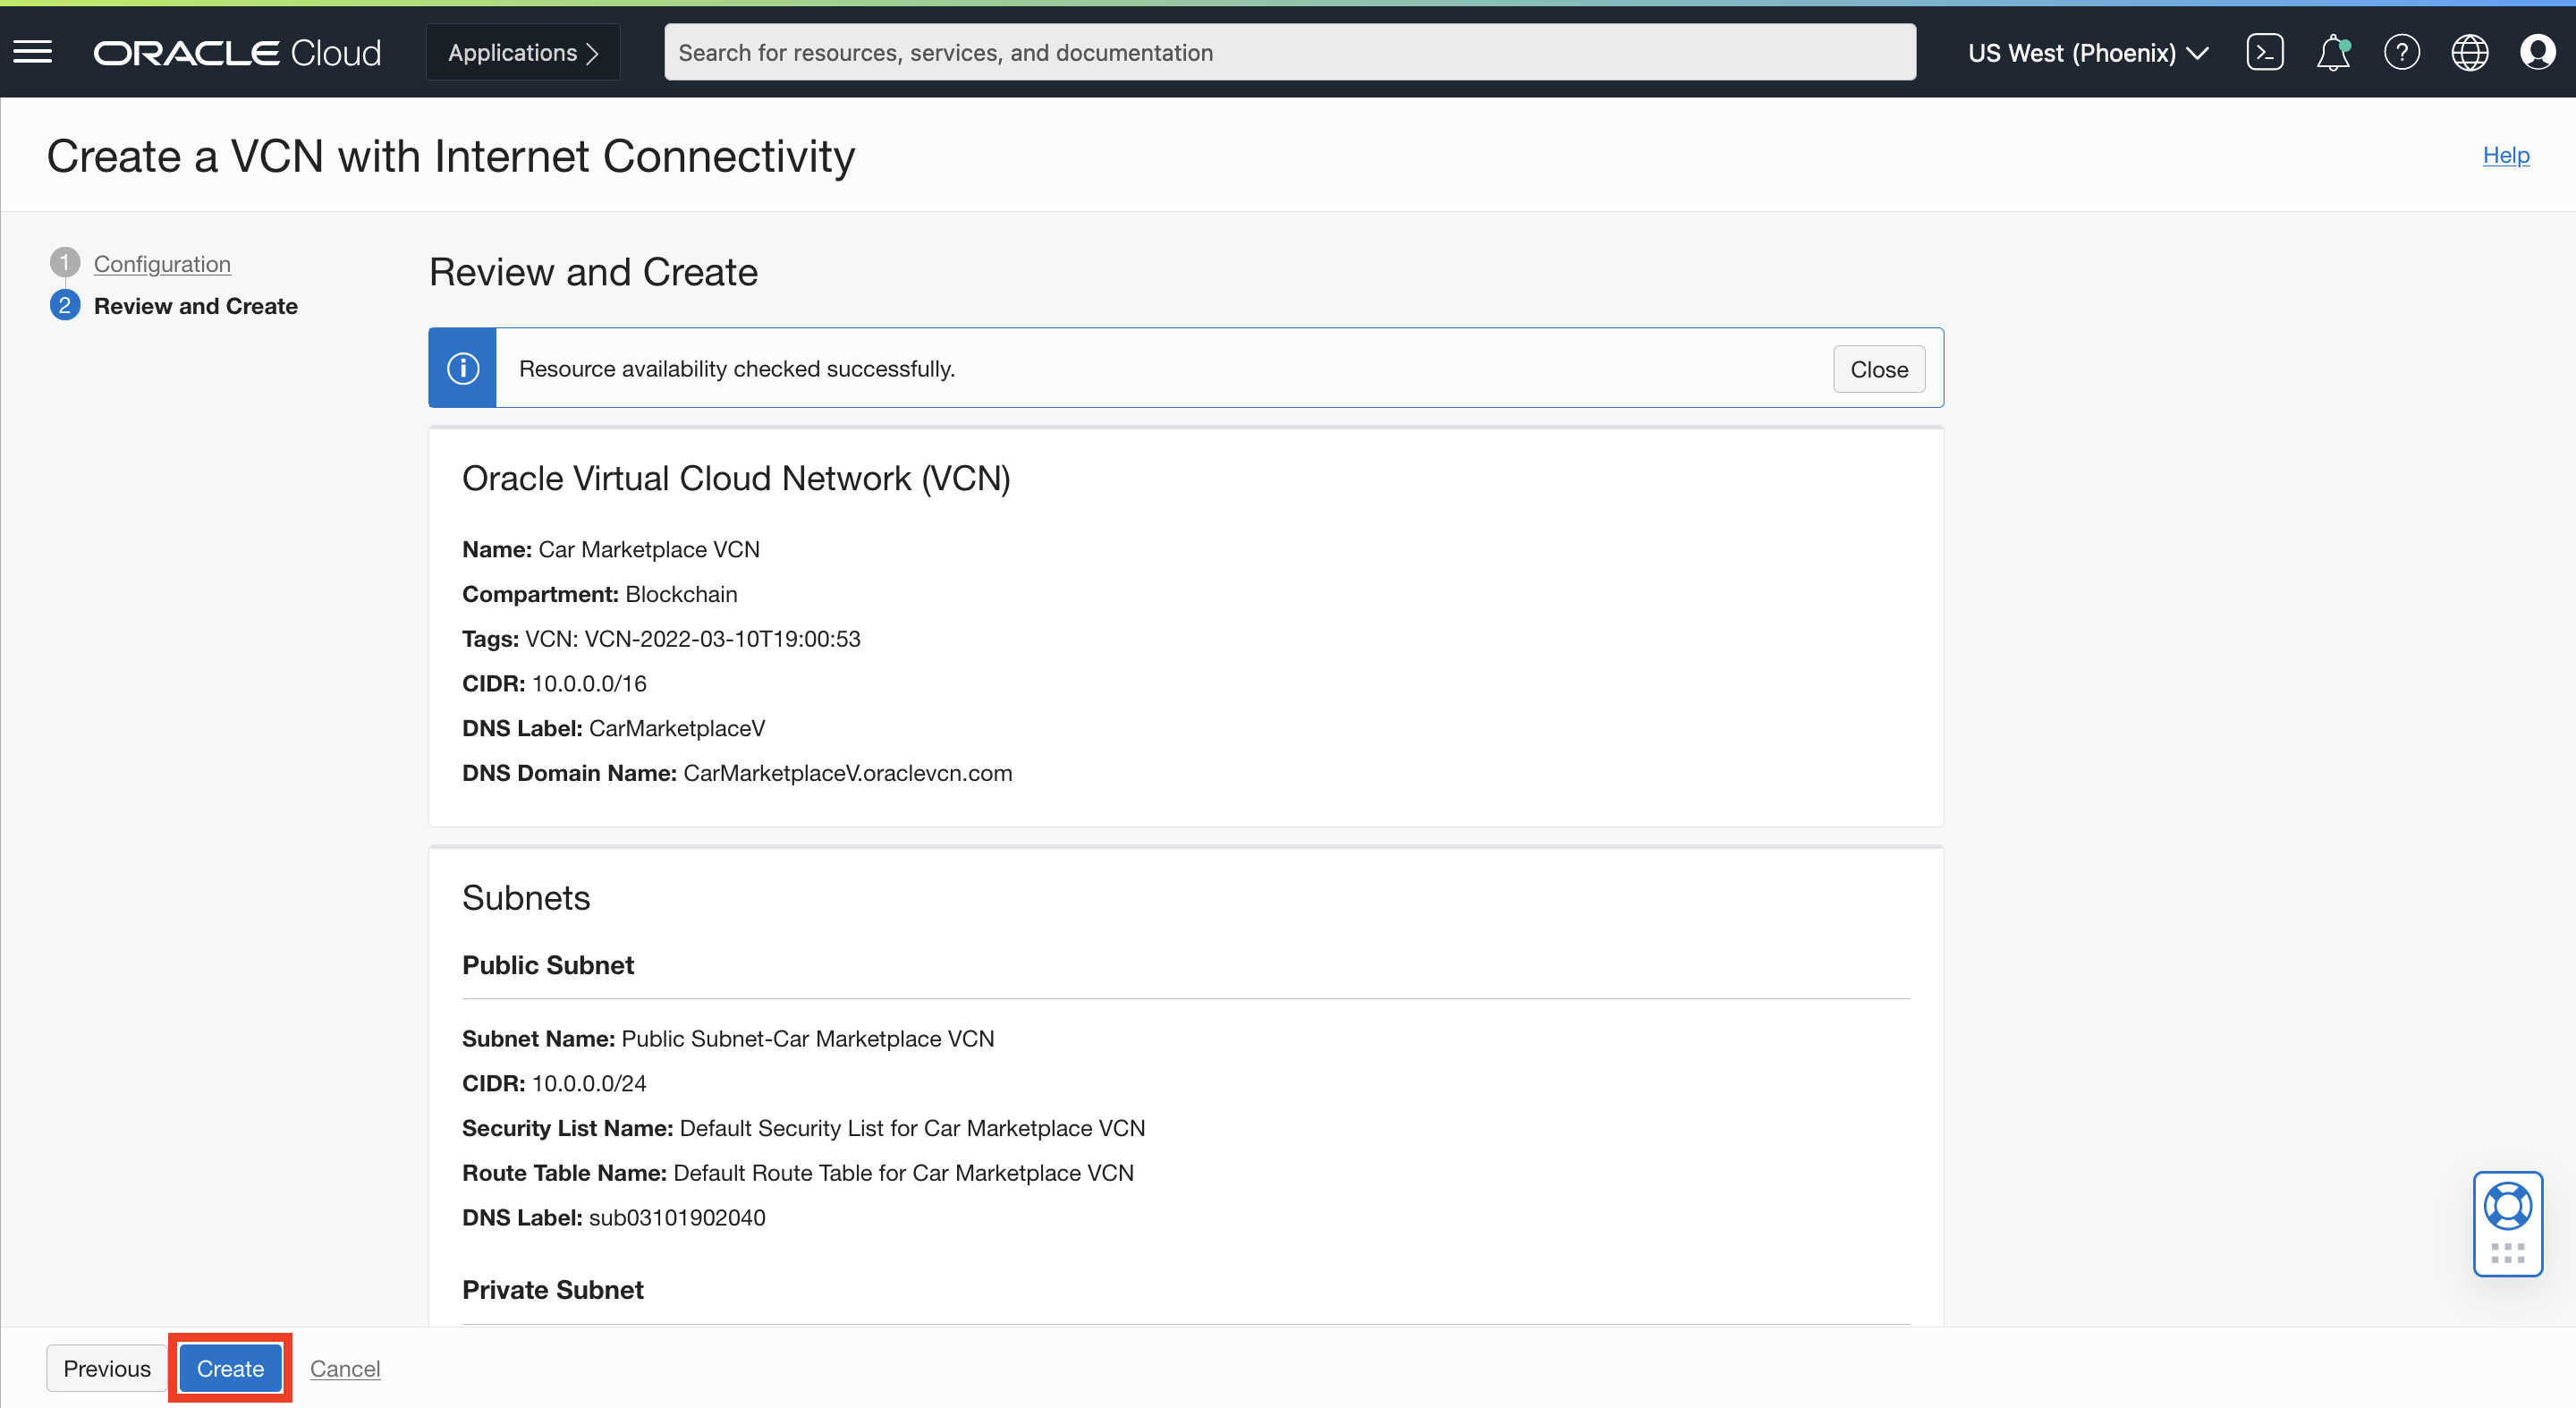 ORACLE Cloud
Applications
Search for resources, services, and documentation
US West (Phoenix)
Create a VCN with Internet Connectivity
Help
1 Configuration
2 Review and Create
Review and Create
Resource availability checked successfully.
Close
Oracle Virtual Cloud Network (VCN)
Name: Car Marketplace VCN
Compartment: Blockchain
Tags: VCN: VCN-2022-03-10T19:00:53
CIDR: 10.0.0.0/16
DNS Label: CarMarketplaceV
DNS Domain Name: CarMarketplaceV.oraclevcn.com
Subnets
Public Subnet
Subnet Name: Public Subnet-Car Marketplace VCN
CIDR: 10.0.0.0/24
Security List Name: Default Security List for Car Marketplace VCN
Route Table Name: Default Route Table for Car Marketplace VCN
DNS Label: sub03101902040
Private Subnet
Previous
Create
Cancel